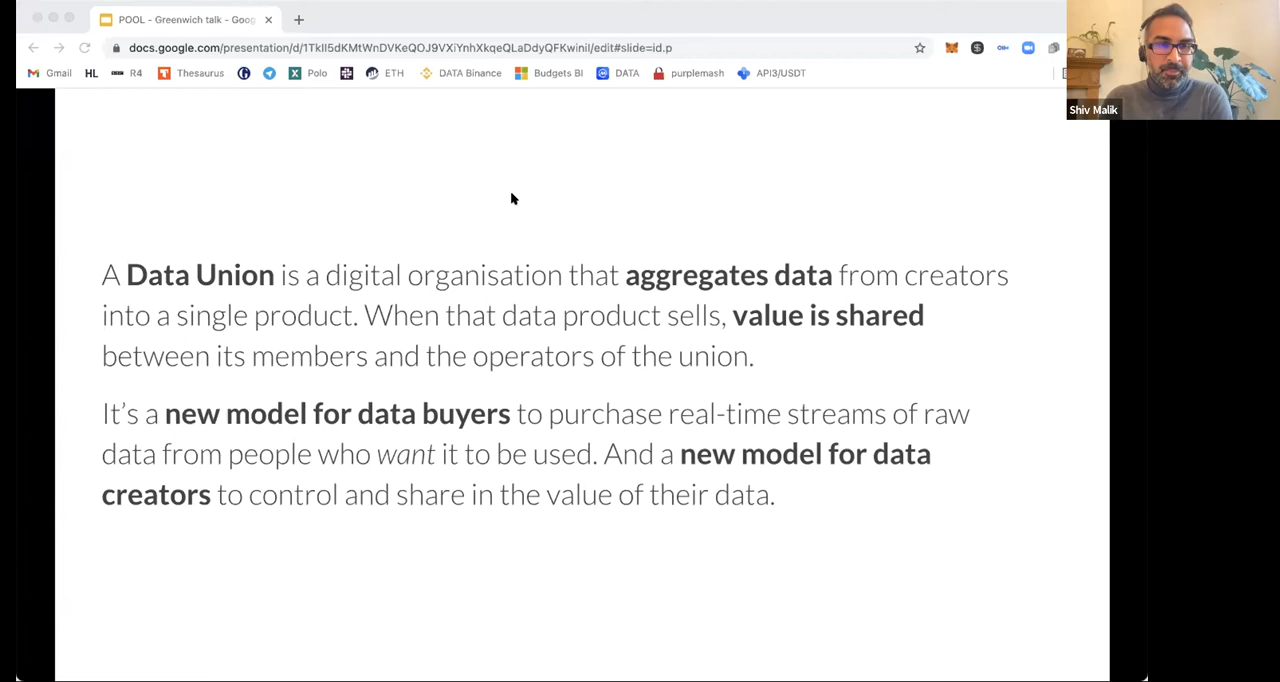 POOL - Greenwich talk - Goog
docs.google.com/presentation/d/1TkIl5dKMtWnDVKeQOJ9VXiYnhXkqeQLaDdyQFKwiniI/edit#slide=id.p
Gmail HL R4 Thesaurus Polo ETH DATA Binance Budgets BI DATA purplemash API3/USDT
Shiv Malik
A Data Union is a digital organisation that aggregates data from creators
into a single product. When that data product sells, value is shared
between its members and the operators of the union.
It’s a new model for data buyers to purchase real-time streams of raw
data from people who want it to be used. And a new model for data
creators to control and share in the value of their data.